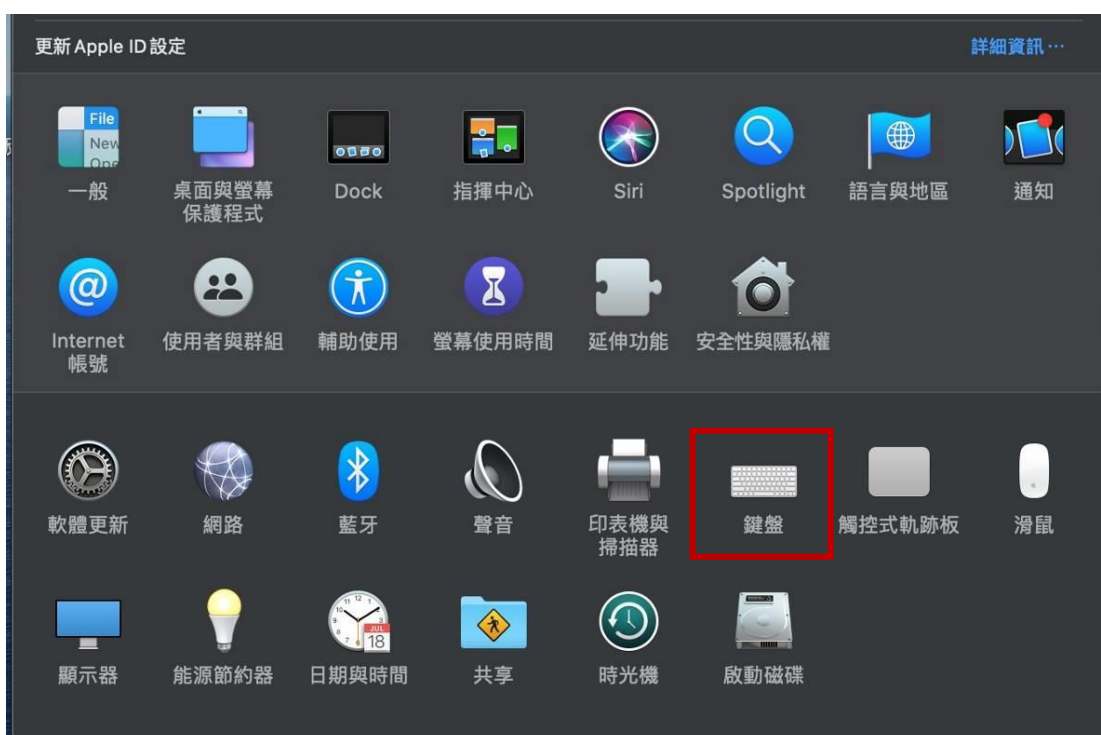 更新 Apple ID 設定
詳細資訊…
File
New
Ope
一般
桌面與螢幕
保護程式
Dock
指揮中心
Siri
Spotlight
語言與地區
通知
@
Internet
帳號
使用者與群組
輔助使用
螢幕使用時間
延伸功能
安全性與隱私權
軟體更新
網路
藍牙
聲音
印表機與
掃描器
鍵盤
觸控式軌跡板
滑鼠
顯示器
能源節約器
JUL
18
日期與時間
共享
時光機
啟動磁碟